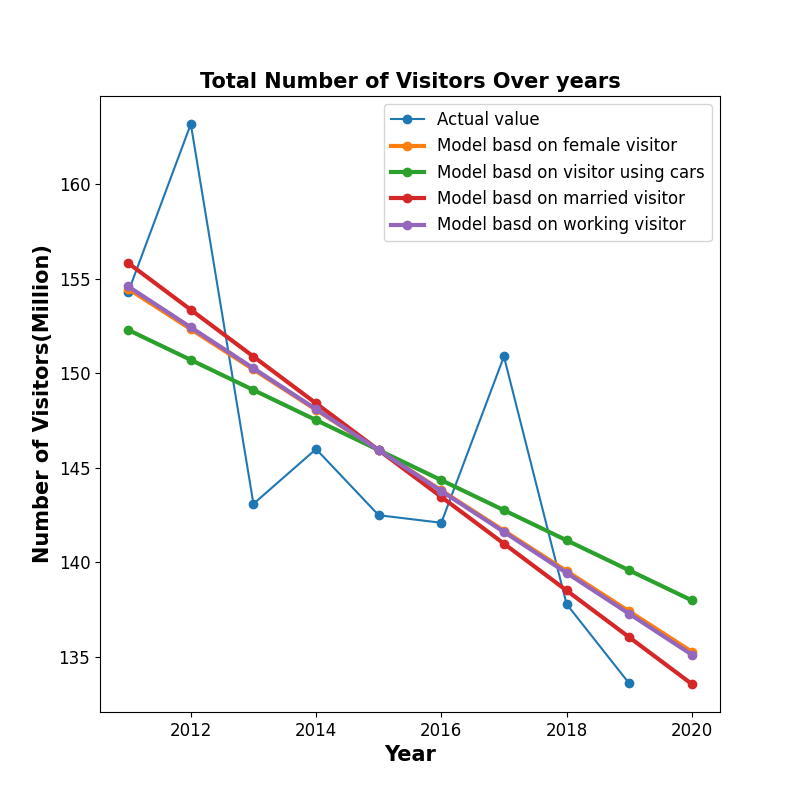 Total Number of Visitors Over years
Actual value
Model basd on female visitor
Model basd on visitor using cars
Model basd on married visitor
Model basd on working visitor
Number of Visitors(Million)
160
155
150
145
140
135
2012 2014 2016 2018 2020
Year